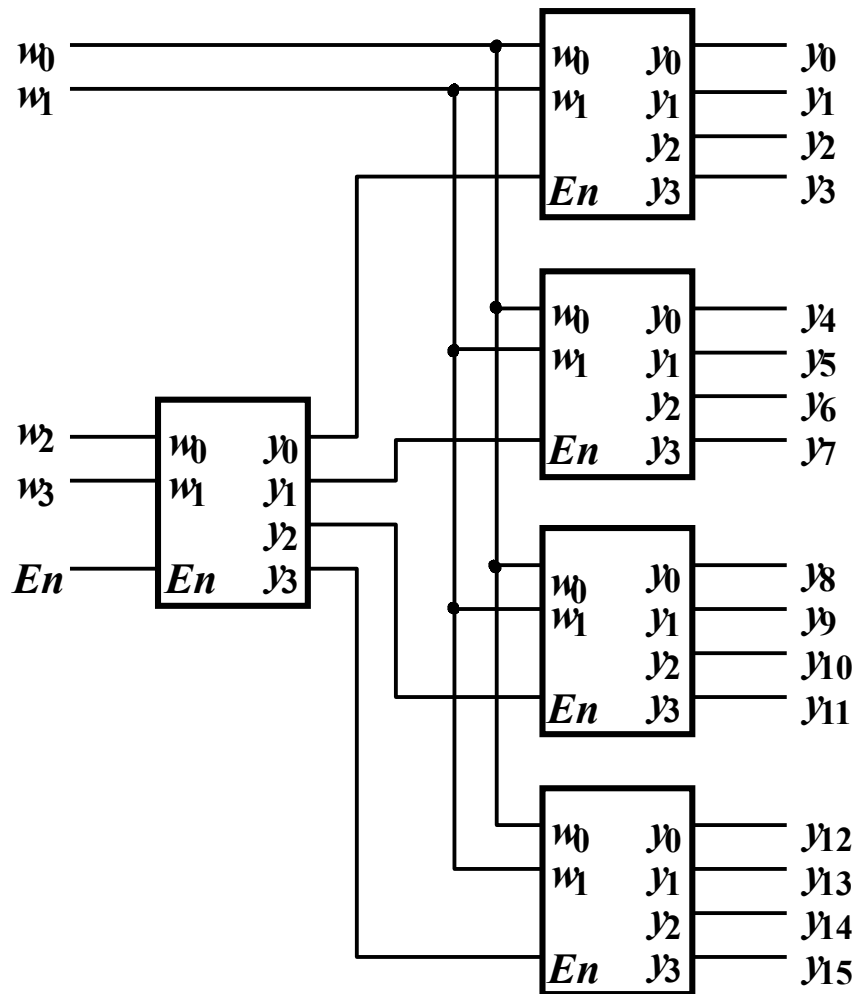 w0 w0 y0 y0
w1 w1 y1 y1
y2 y2
En y3 y3
w0 y0 y4
w1 y1 y5
y2 y6
En y3 y7
w2 w0 y0
w3 w1 y1
y2
En En y3
w0 y0 y8
w1 y1 y9
y2 y10
En y3 y11
w0 y0 y12
w1 y1 y13
y2 y14
En y3 y15